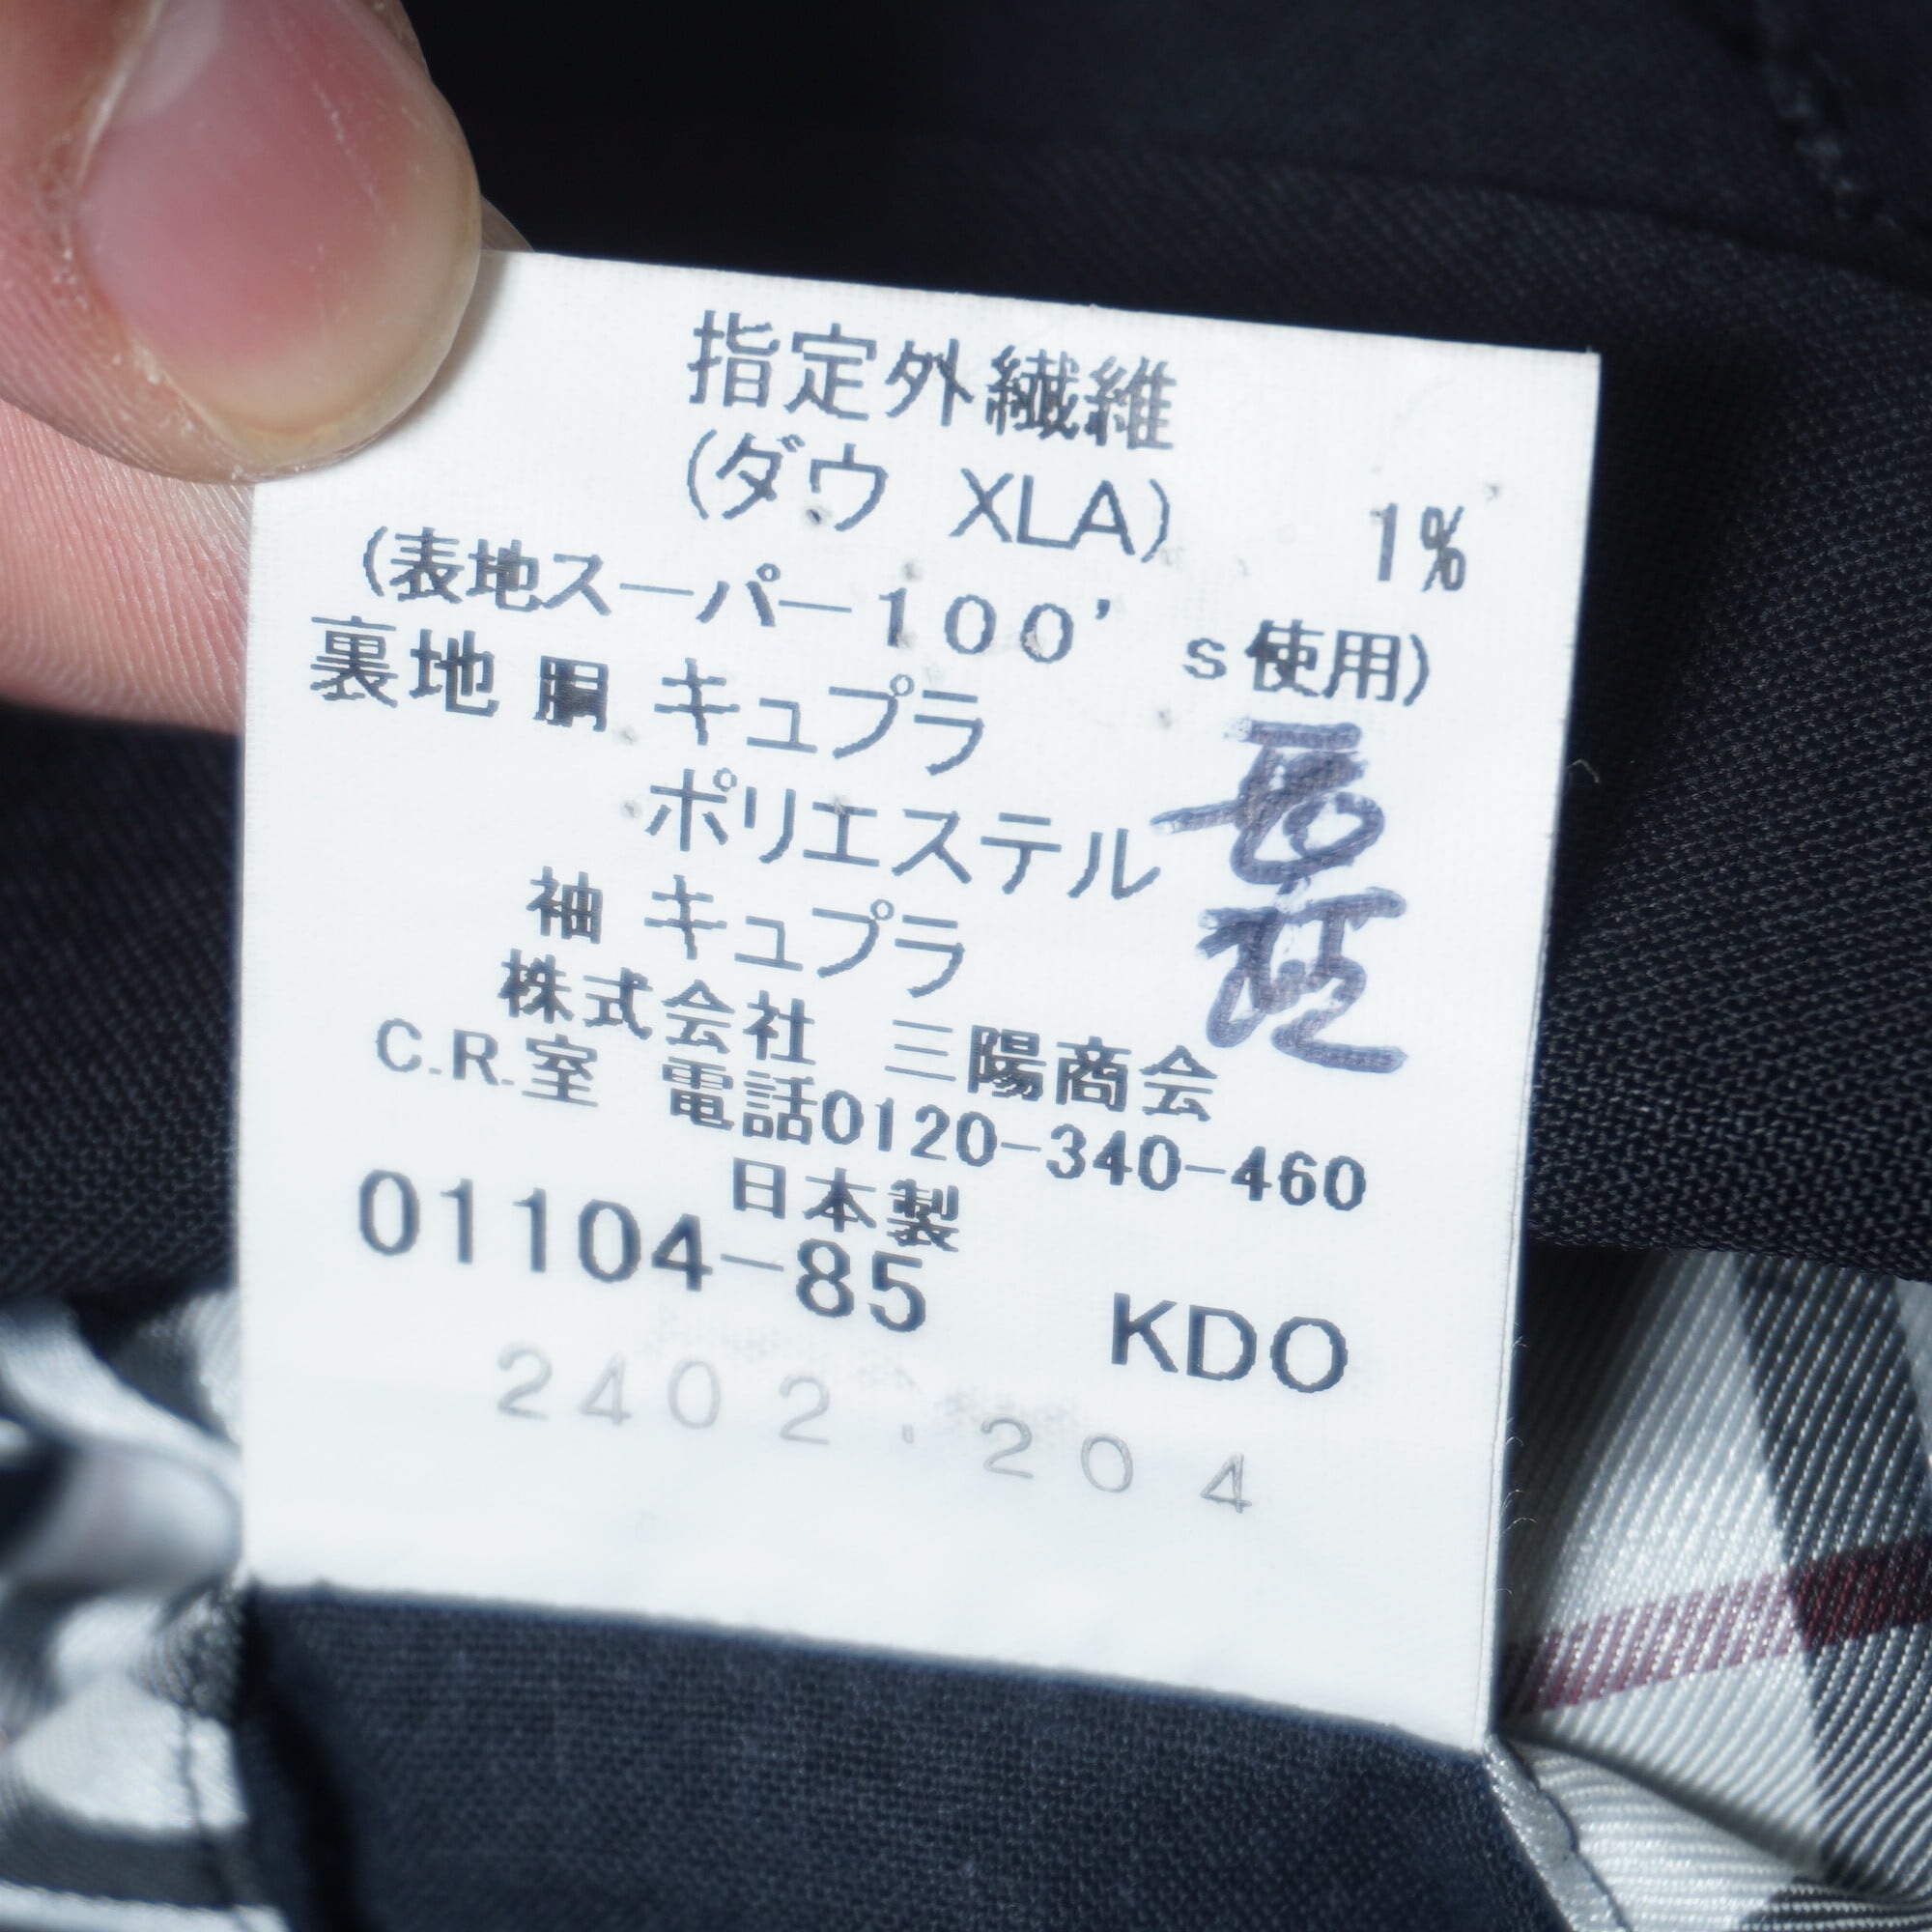 指定外繊維
(ダウ XLA) 1%
(表地スーパー100's使用)
裏地 胴 キュプラ
ポリエステル
袖 キュプラ
株式会社 三陽商会
C.R.室 電話0120-340-460
日本製
01104-85 KDO
2402.204